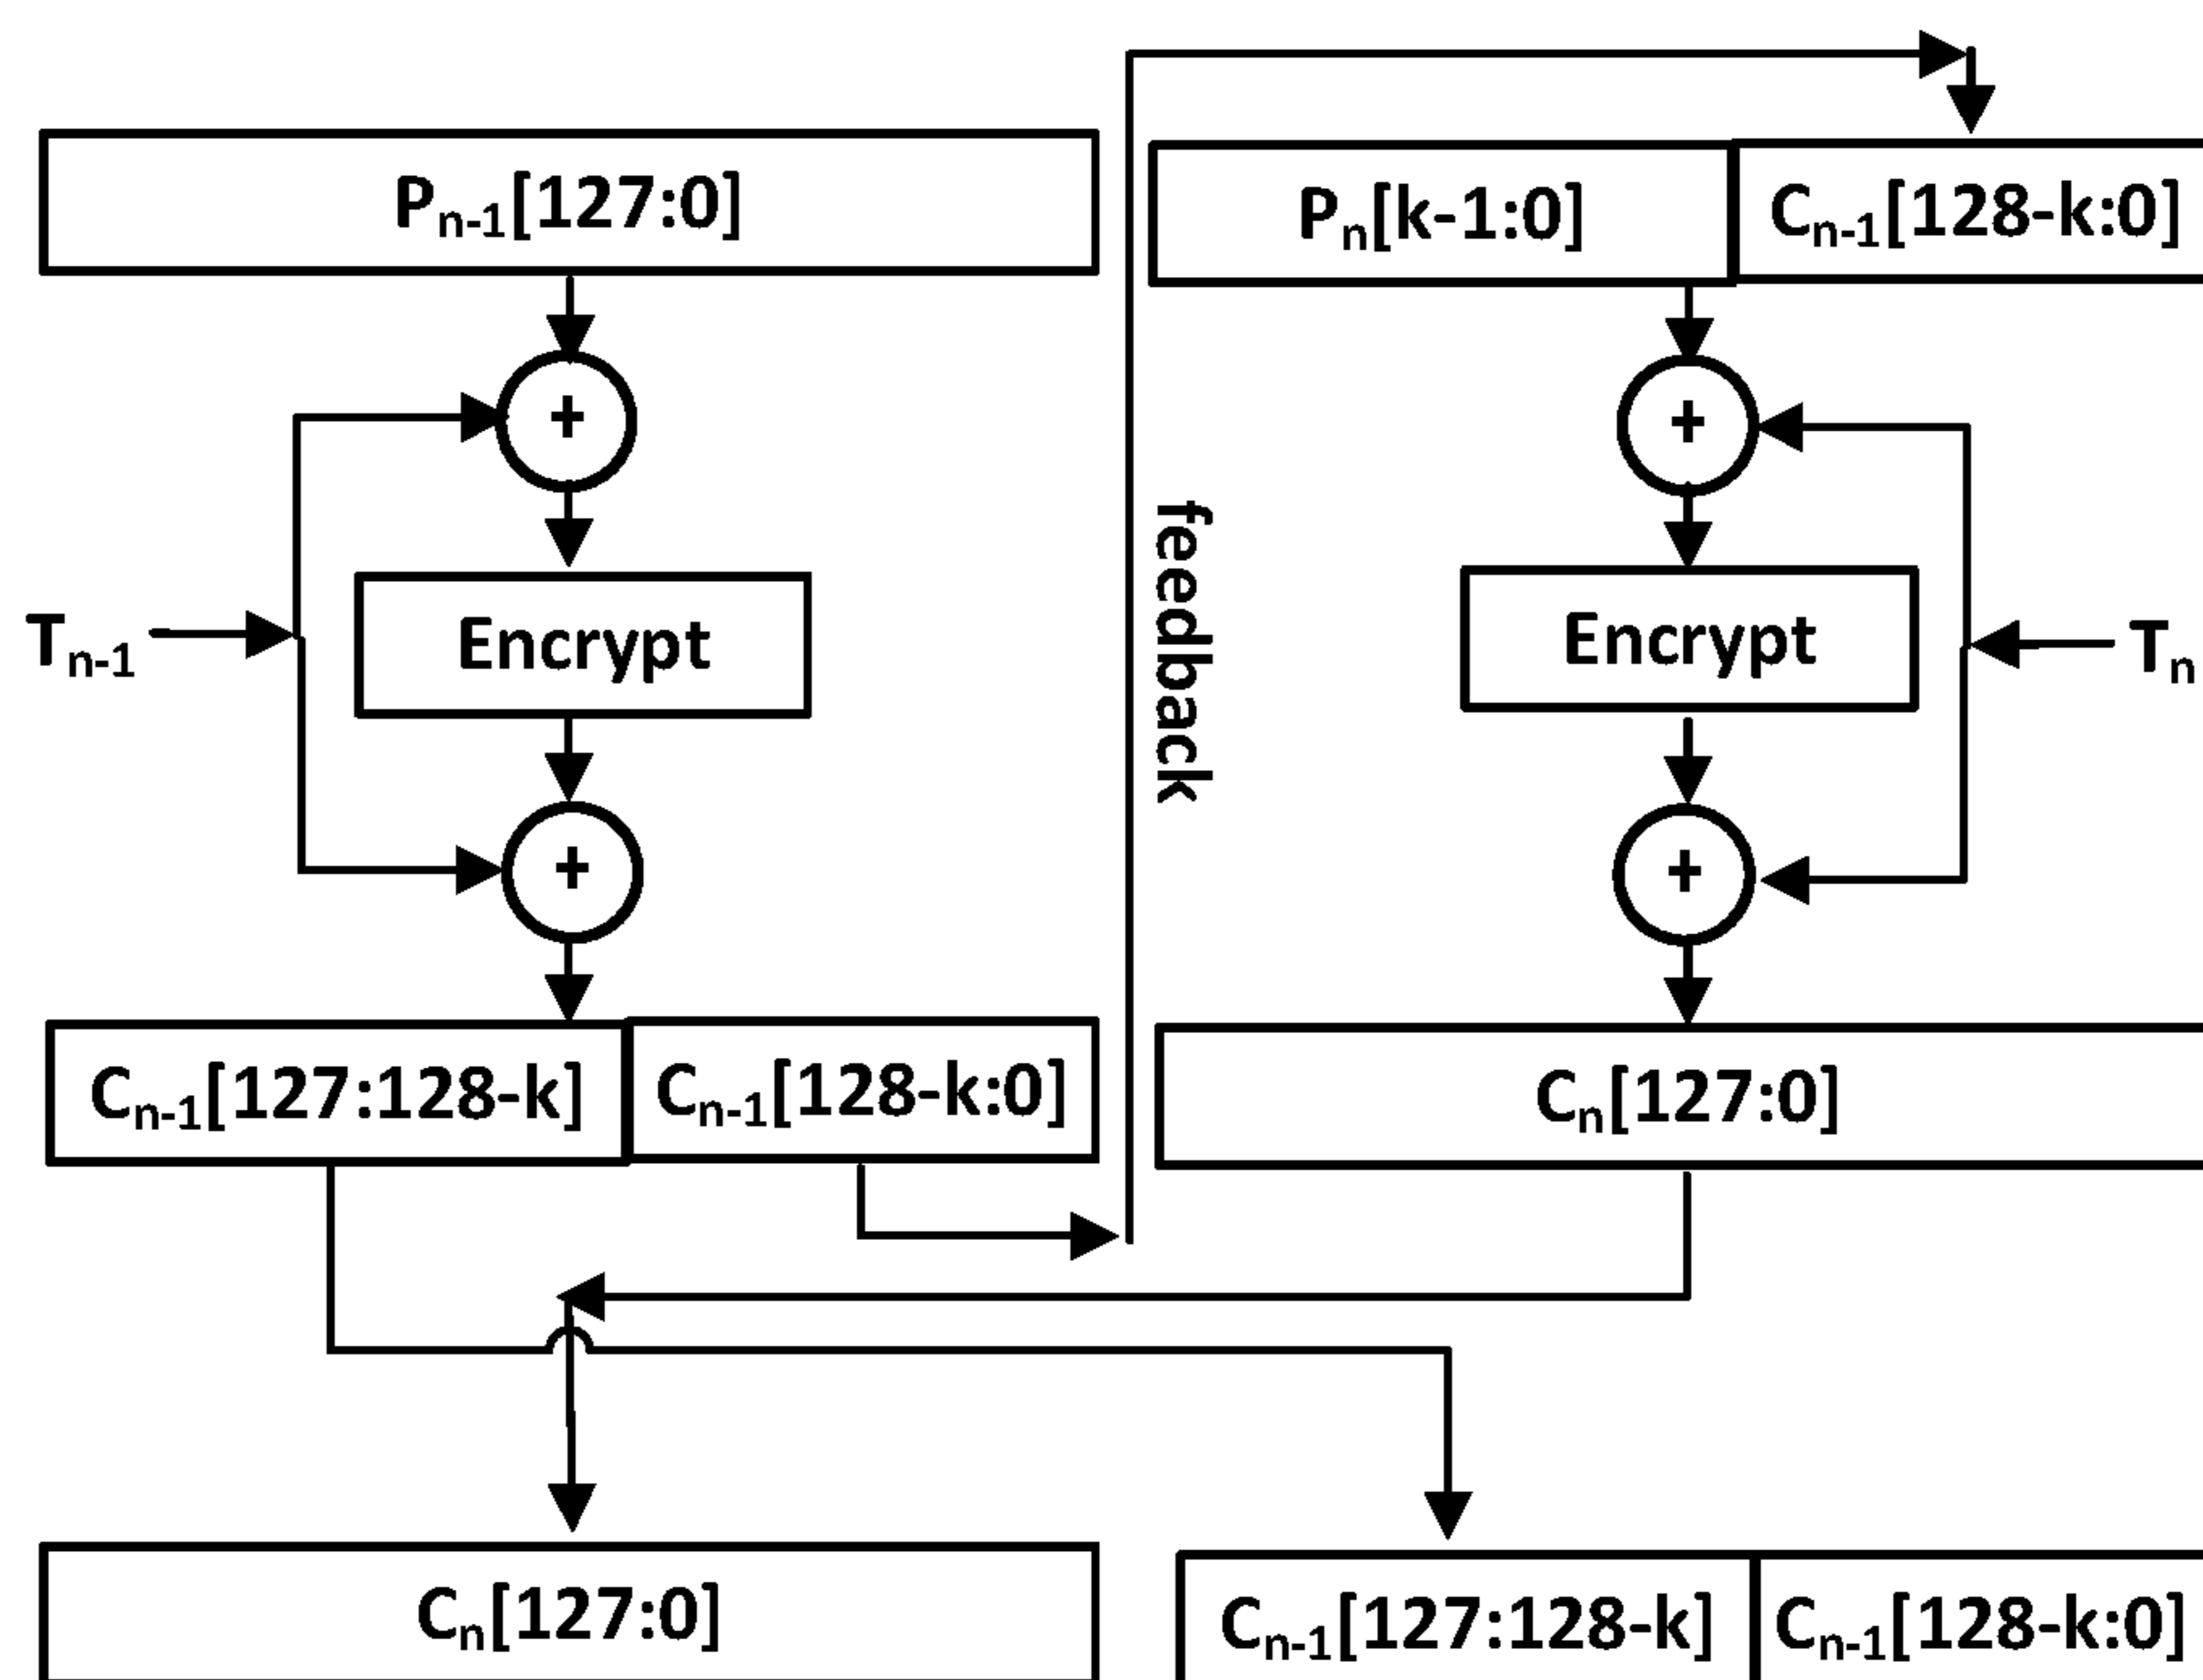 Pn-1[127:0]
Pn[k-1:0]
Cn-1[128-k:0]
+
+
feedback
Tn-1
Encrypt
Encrypt
Tn
+
+
Cn-1[127:128-k]
Cn-1[128-k:0]
Cn[127:0]
Cn[127:0]
Cn-1[127:128-k]
Cn-1[128-k:0]